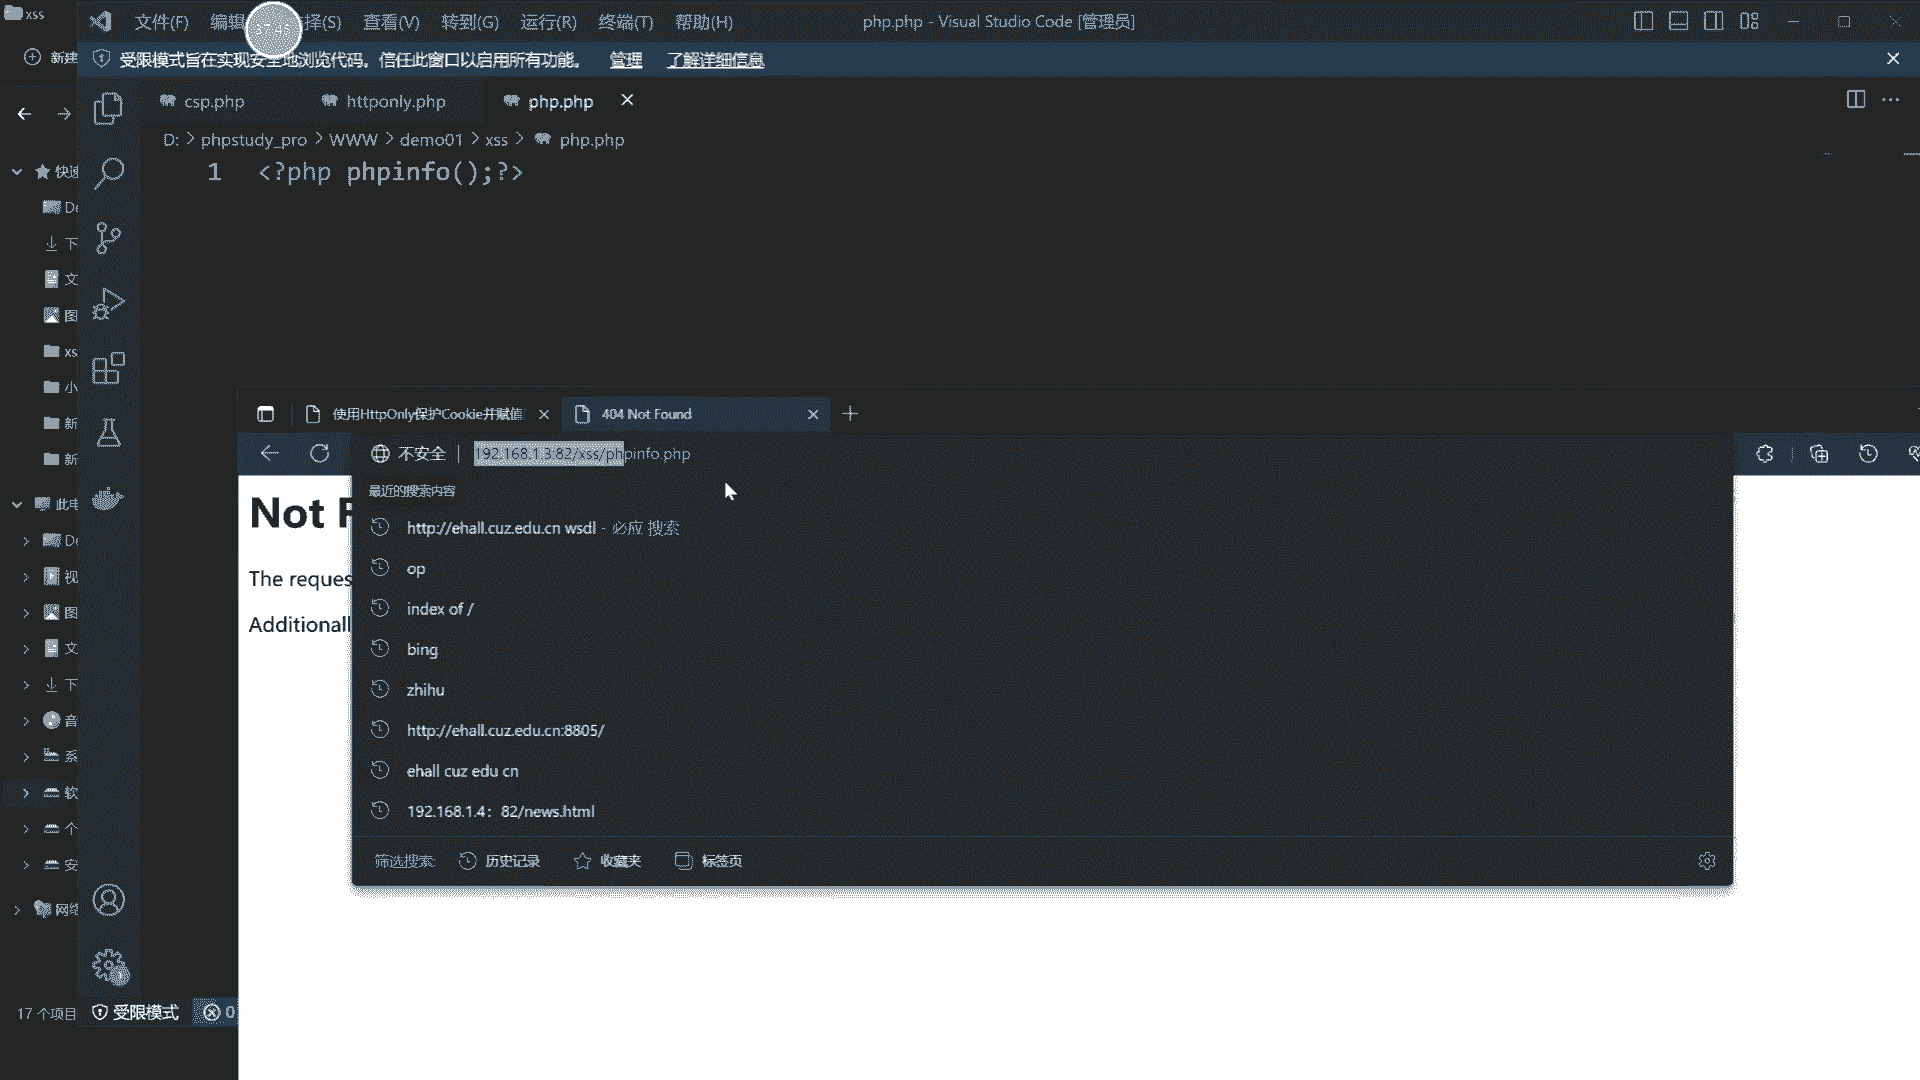 xss
文件(F) 编辑 择(S) 查看(V) 转到(G) 运行(R) 终端(T) 帮助(H)
php.php - Visual Studio Code [管理员]
新建
受限模式旨在实现安全地浏览代码。信任此窗口以启用所有功能。 管理 了解详细信息
csp.php
httponly.php
php.php
D: > phpstudy_pro > WWW > demo01 > xss > php.php
1 <?php phpinfo();?>
快速
De
下
文
图
xs
小
新
新
此电
De
视
图
文
下
音
系
软
个
安
网络
17 个项目
受限模式
0
使用HttpOnly保护Cookie并赋值
404 Not Found
不安全 | 192.168.1.3:82/xss/phpinfo.php
Not F
The reques
Additionall
最近的搜索内容
http://ehall.cuz.edu.cn wsdl - 必应 搜索
op
index of /
bing
zhihu
http://ehall.cuz.edu.cn:8805/
ehall cuz edu cn
192.168.1.4：82/news.html
筛选搜索: 历史记录 收藏夹 标签页